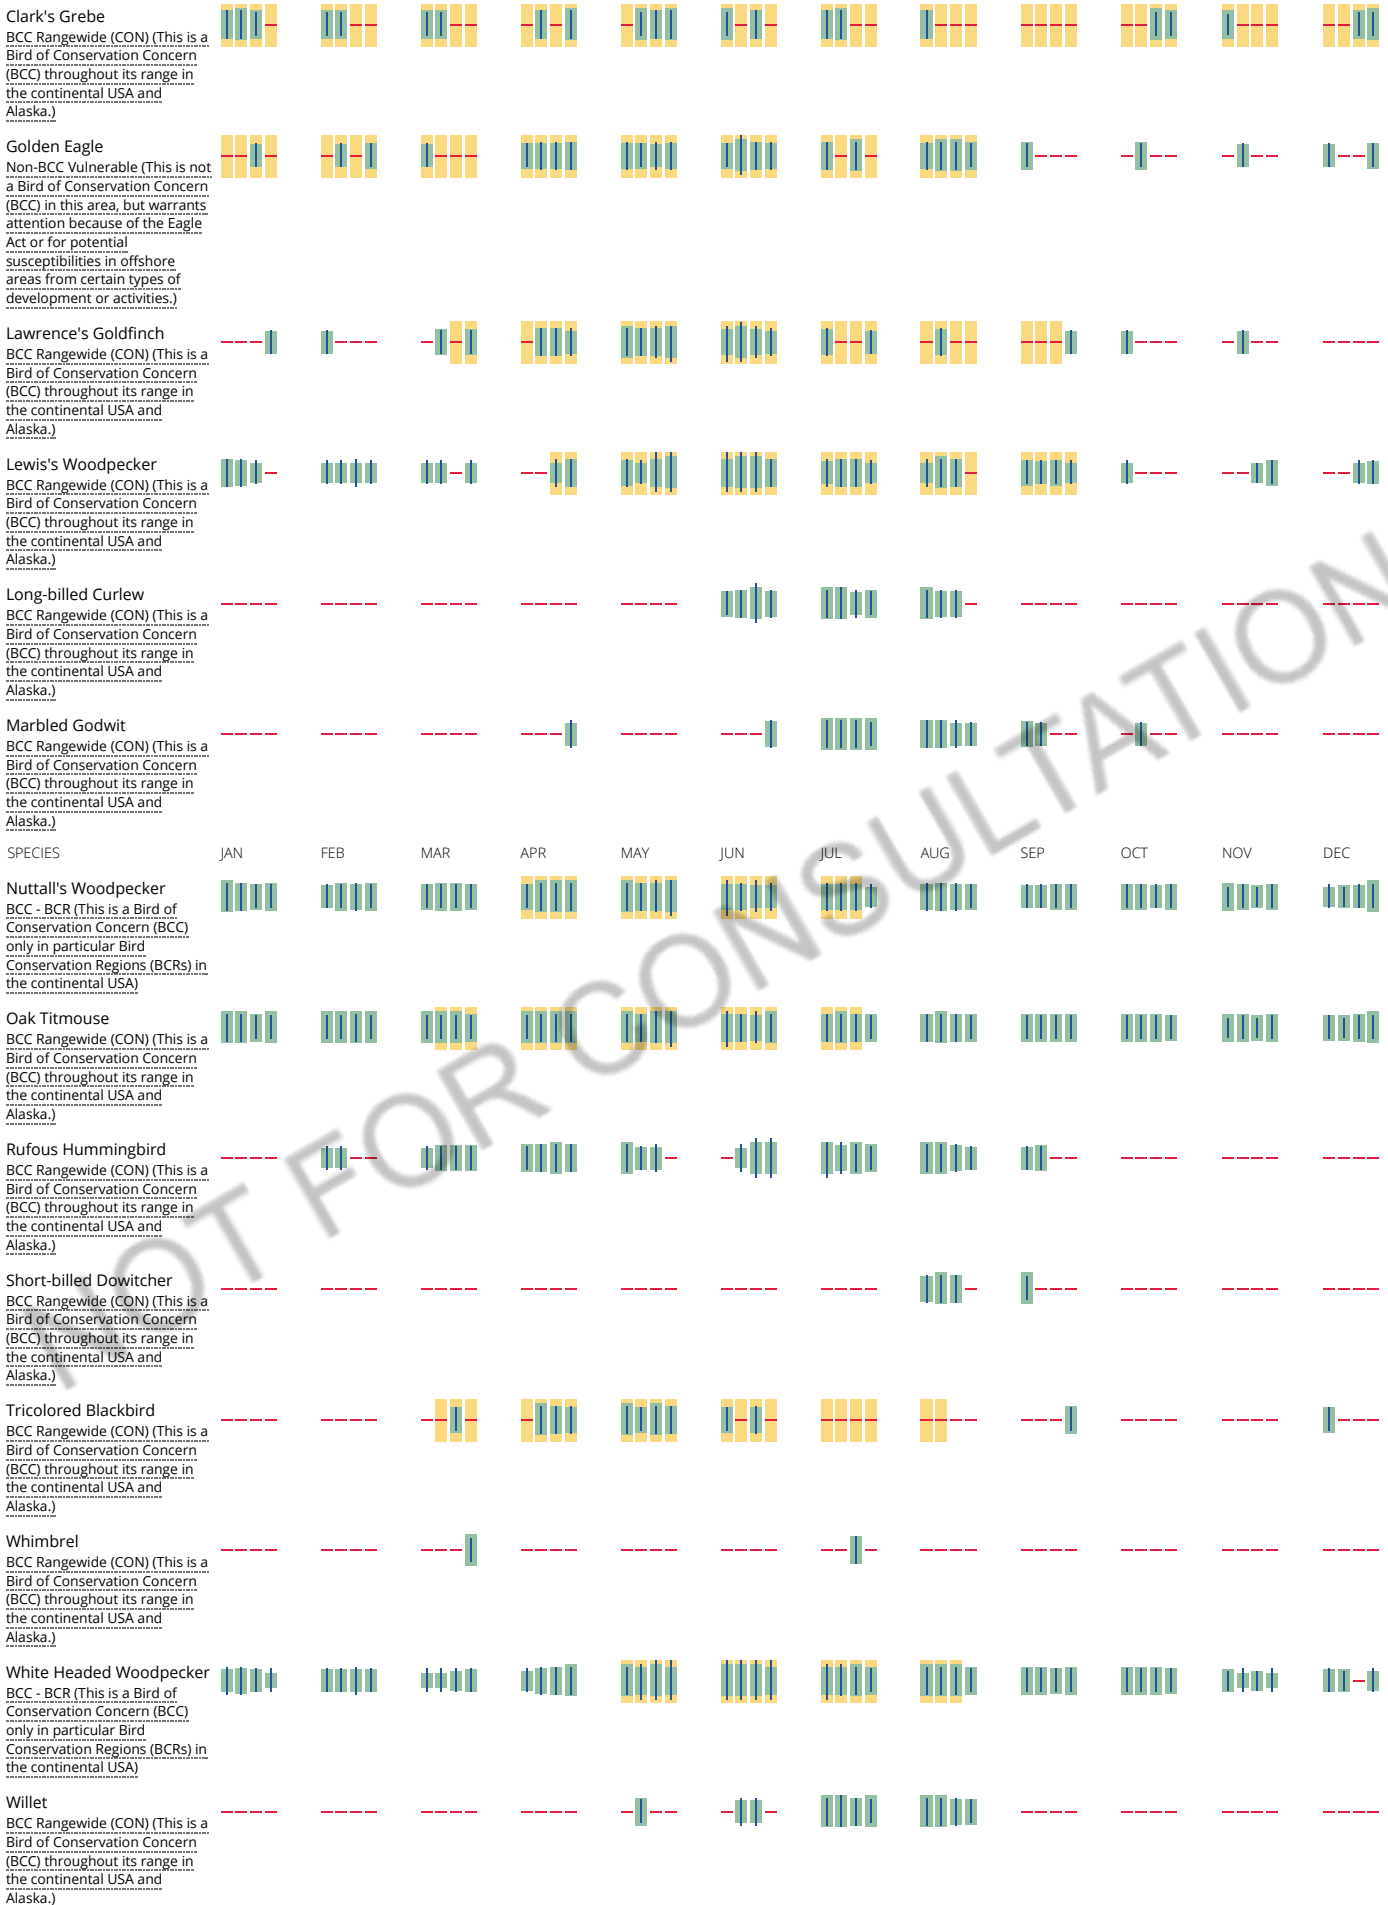 Clark's Grebe
BCC Rangewide (CON) (This is a
Bird of Conservation Concern
(BCC) throughout its range in
the continental USA and
Alaska.)
Golden Eagle
Non-BCC Vulnerable (This is not
a Bird of Conservation Concern
(BCC) in this area, but warrants
attention because of the Eagle
Act or for potential
susceptibilities in offshore
areas from certain types of
development or activities.)
Lawrence's Goldfinch
BCC Rangewide (CON) (This is a
Bird of Conservation Concern
(BCC) throughout its range in
the continental USA and
Alaska.)
Lewis's Woodpecker
BCC Rangewide (CON) (This is a
Bird of Conservation Concern
(BCC) throughout its range in
the continental USA and
Alaska.)
Long-billed Curlew
BCC Rangewide (CON) (This is a
Bird of Conservation Concern
(BCC) throughout its range in
the continental USA and
Alaska.)
Marbled Godwit
BCC Rangewide (CON) (This is a
Bird of Conservation Concern
(BCC) throughout its range in
the continental USA and
Alaska.)
SPECIES JAN FEB MAR APR MAY JUN JUL AUG SEP OCT NOV DEC
Nuttall's Woodpecker
BCC - BCR (This is a Bird of
Conservation Concern (BCC)
only in particular Bird
Conservation Regions (BCRs) in
the continental USA)
Oak Titmouse
BCC Rangewide (CON) (This is a
Bird of Conservation Concern
(BCC) throughout its range in
the continental USA and
Alaska.)
Rufous Hummingbird
BCC Rangewide (CON) (This is a
Bird of Conservation Concern
(BCC) throughout its range in
the continental USA and
Alaska.)
Short-billed Dowitcher
BCC Rangewide (CON) (This is a
Bird of Conservation Concern
(BCC) throughout its range in
the continental USA and
Alaska.)
Tricolored Blackbird
BCC Rangewide (CON) (This is a
Bird of Conservation Concern
(BCC) throughout its range in
the continental USA and
Alaska.)
Whimbrel
BCC Rangewide (CON) (This is a
Bird of Conservation Concern
(BCC) throughout its range in
the continental USA and
Alaska.)
White Headed Woodpecker
BCC - BCR (This is a Bird of
Conservation Concern (BCC)
only in particular Bird
Conservation Regions (BCRs) in
the continental USA)
Willet
BCC Rangewide (CON) (This is a
Bird of Conservation Concern
(BCC) throughout its range in
the continental USA and
Alaska.)
NOT FOR CONSULTATION